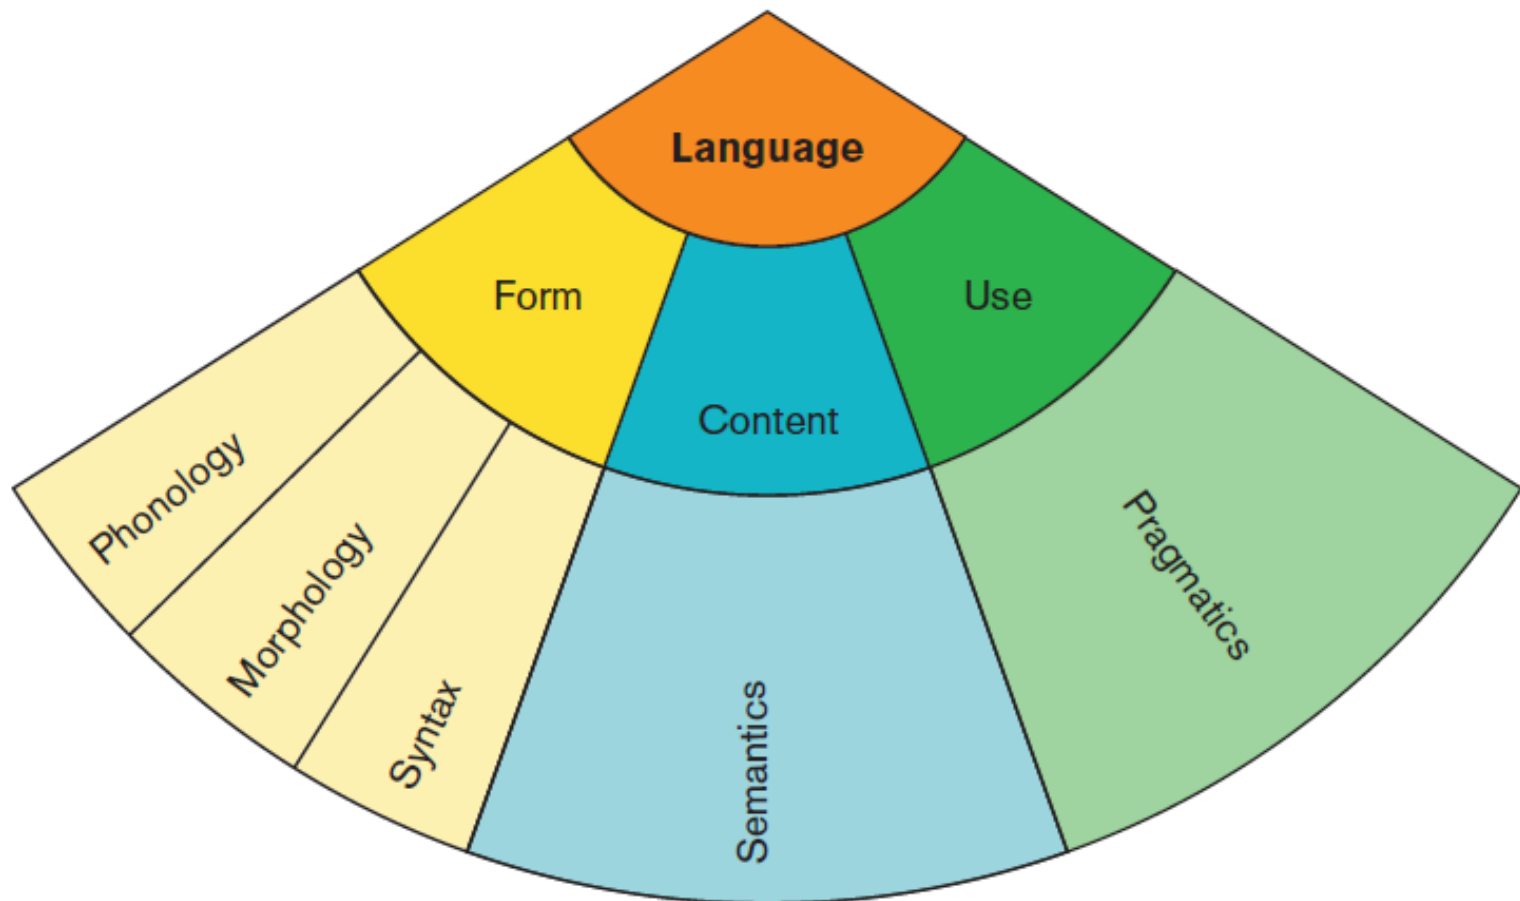 Language
Form
Content
Use
Phonology
Morphology
Syntax
Semantics
Pragmatics